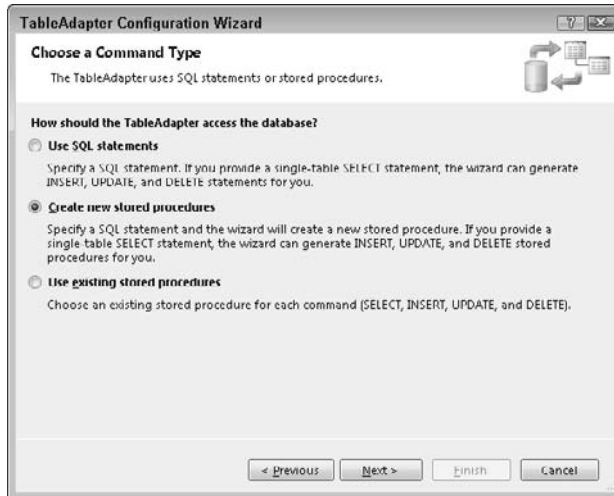 TableAdapter Configuration Wizard
Choose a Command Type
The TableAdapter uses SQL statements or stored procedures.
How should the TableAdapter access the database?
Use SQL statements
Specify a SQL statement. If you provide a single-table SELECT statement, the wizard can generate
INSERT, UPDATE, and DELETE statements for you.
Create new stored procedures
Specify a SQL statement and the wizard will create a new stored procedure. If you provide a
single-table SELECT statement, the wizard can generate INSERT, UPDATE, and DELETE stored
procedures for you.
Use existing stored procedures
Choose an existing stored procedure for each command (SELECT, INSERT, UPDATE, and DELETE).
< Previous Next > Finish Cancel